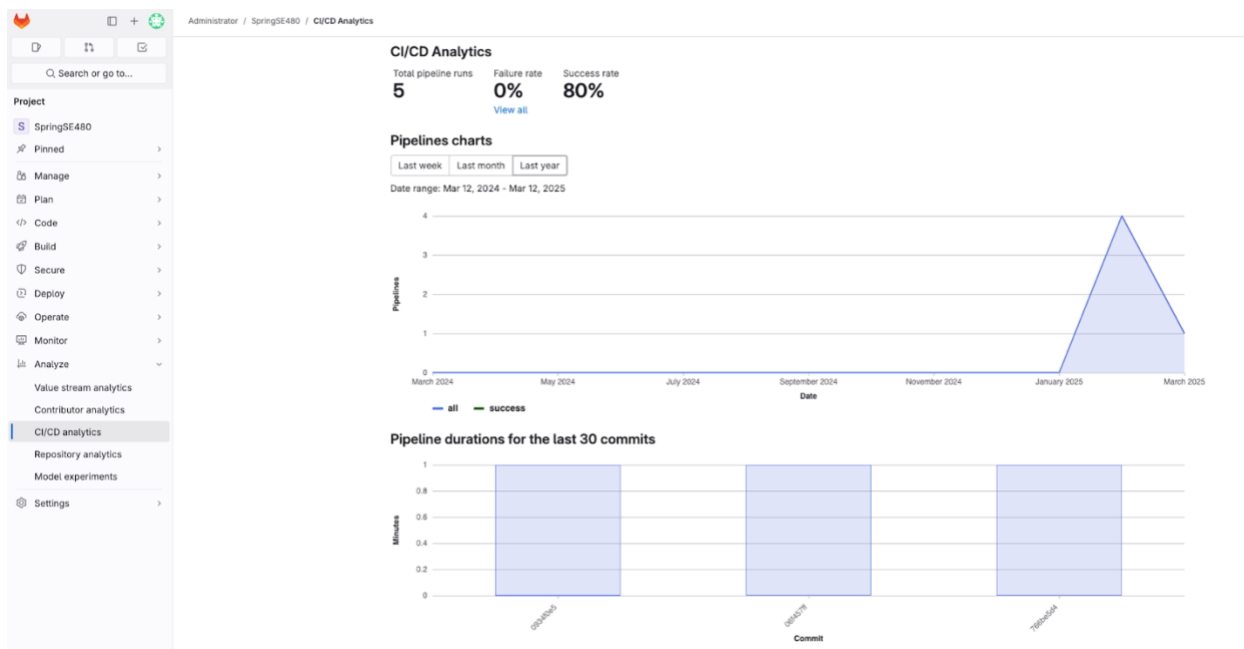 Administrator / SpringSE480 / CI/CD Analytics
Search or go to...
Project
S SpringSE480
Pinned
Manage
Plan
Code
Build
Secure
Deploy
Operate
Monitor
Analyze
Value stream analytics
Contributor analytics
CI/CD analytics
Repository analytics
Model experiments
Settings
CI/CD Analytics
Total pipeline runs Failure rate Success rate
5 0% 80%
View all
Pipelines charts
Last week Last month Last year
Date range: Mar 12, 2024 - Mar 12, 2025
Pipelines
4
3
2
1
0
March 2024 May 2024 July 2024 September 2024 November 2024 January 2025 March 2025
Date
all success
Pipeline durations for the last 30 commits
Minutes
1
0.8
0.6
0.4
0.2
0
766be5d4
Commit